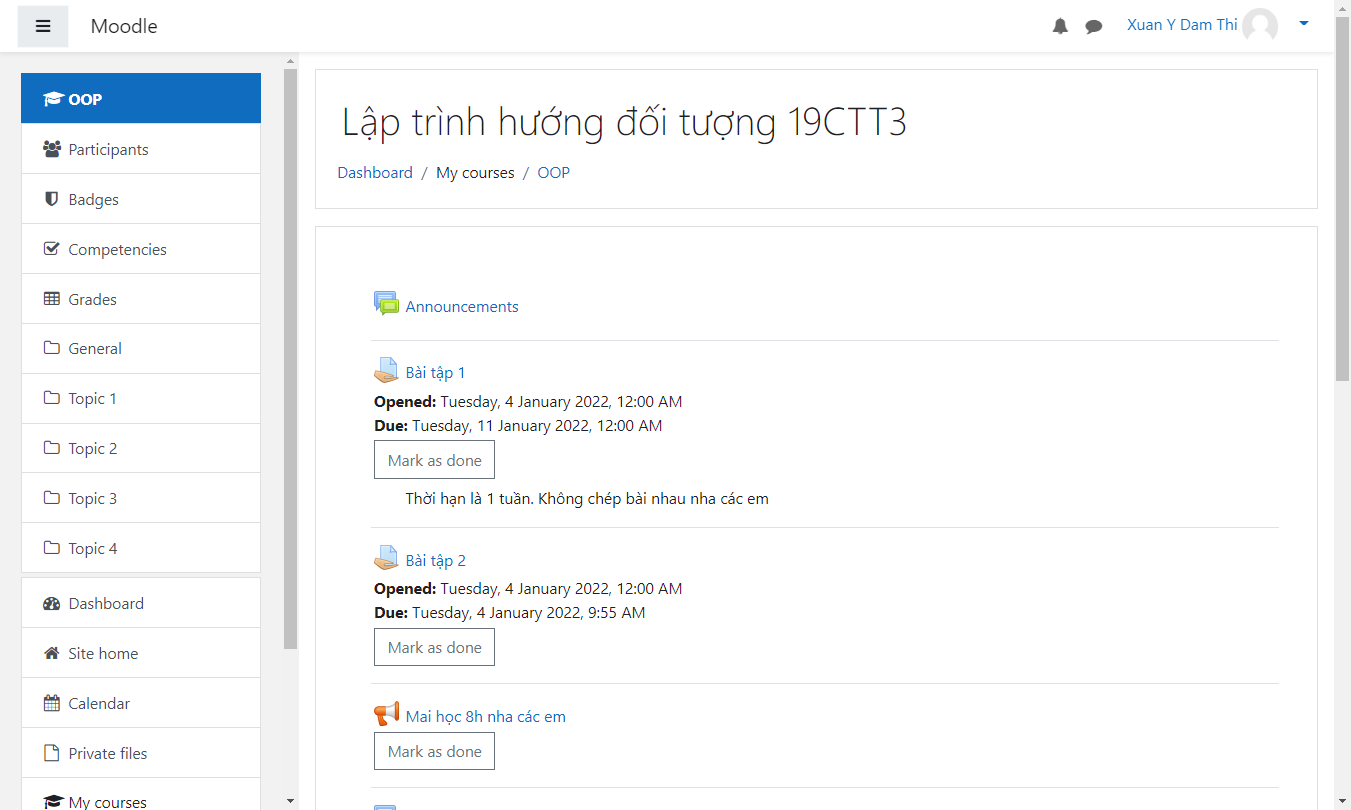 Moodle
Xuan Y Dam Thi
OOP
Participants
Badges
Competencies
Grades
General
Topic 1
Topic 2
Topic 3
Topic 4
Dashboard
Site home
Calendar
Private files
My courses
Lập trình hướng đối tượng 19CTT3
Dashboard / My courses / OOP
Announcements
Bài tập 1
Opened: Tuesday, 4 January 2022, 12:00 AM
Due: Tuesday, 11 January 2022, 12:00 AM
Mark as done
Thời hạn là 1 tuần. Không chép bài nhau nha các em
Bài tập 2
Opened: Tuesday, 4 January 2022, 12:00 AM
Due: Tuesday, 4 January 2022, 9:55 AM
Mark as done
Mai học 8h nha các em
Mark as done